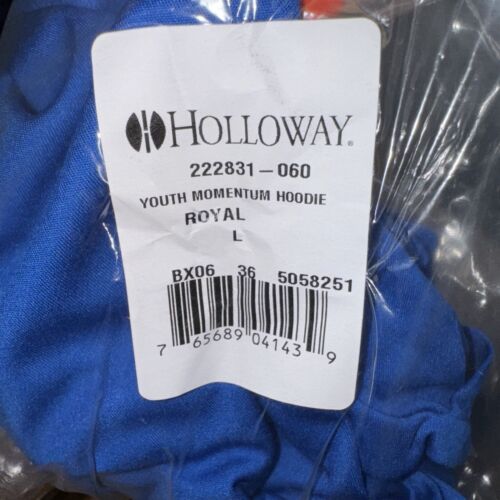 HOLLOWAY®
222831-060
YOUTH MOMENTUM HOODIE
ROYAL
L
BX06 36 5058251
7 65689 04143 9